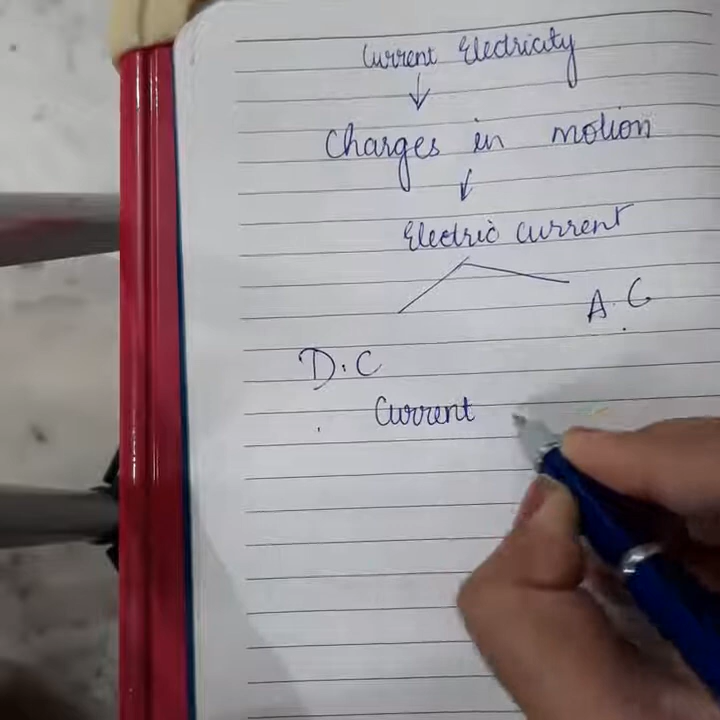 Current Electricity
Charges in motion
Electric current
A.C
D.C
Current